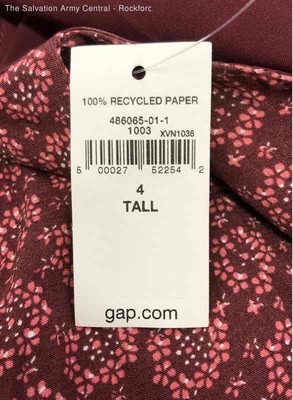 The Salvation Army Central - Rockford
100% RECYCLED PAPER
486065-01-1
1003 XVN1038
5 00027 52254 2
4
TALL
gap.com